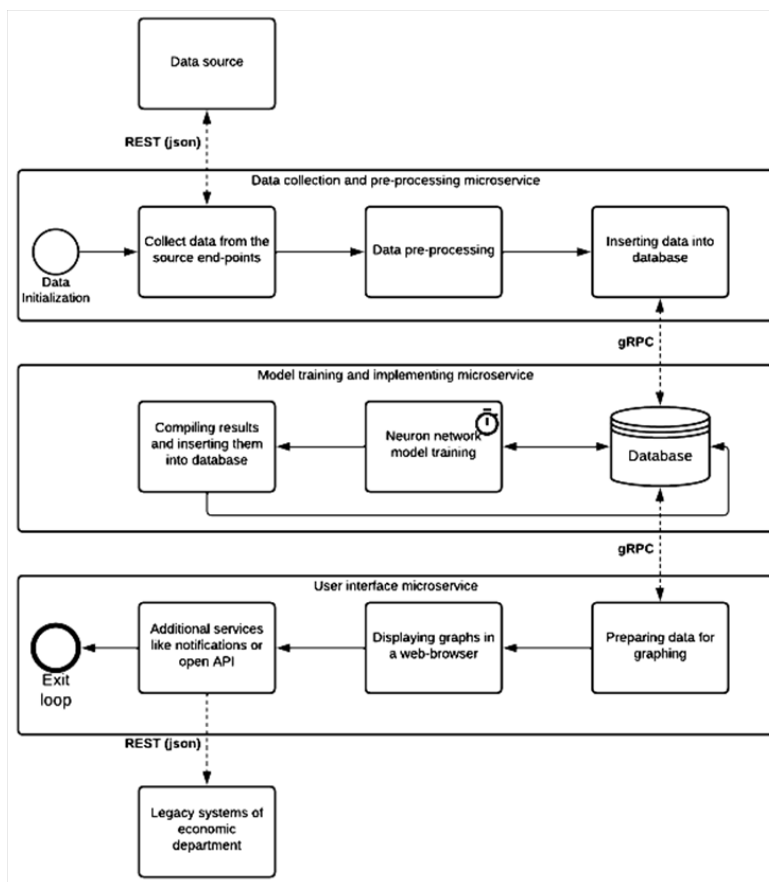 Data source
REST (json)
Data collection and pre-processing microservice
Data
Initialization
Collect data from the
source end-points
Data pre-processing
Inserting data into
database
gRPC
Model training and implementing microservice
Compiling results
and inserting them
into database
Neuron network
model training
Database
gRPC
User interface microservice
Exit
loop
Additional services
like notifications or
open API
Displaying graphs in
a web-browser
Preparing data for
graphing
REST (json)
Legacy systems of
economic
department